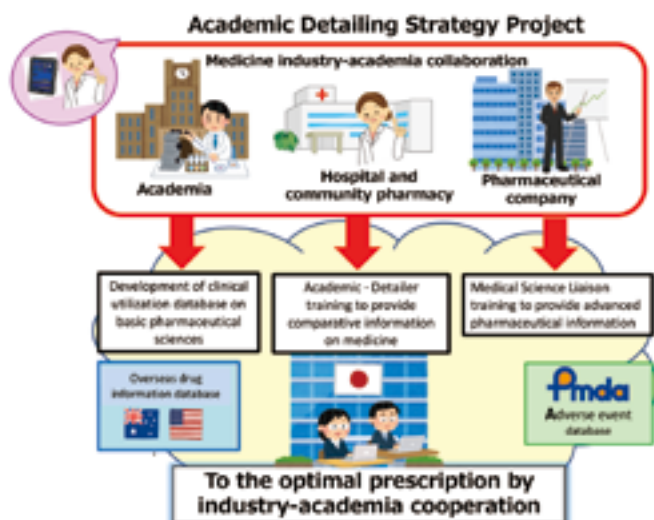 Academic Detailing Strategy Project
Medicine industry-academia collaboration
Academia
Hospital and
community pharmacy
Pharmaceutical
company
Development of clinical
utilization database on
basic pharmaceutical
sciences
Academic - Detailer
training to provide
comparative information
on medicine
Medical Science Liaison
training to provide advanced
pharmaceutical information
Overseas drug
information database
Pmda
Adverse event
database
To the optimal prescription by
industry-academia cooperation